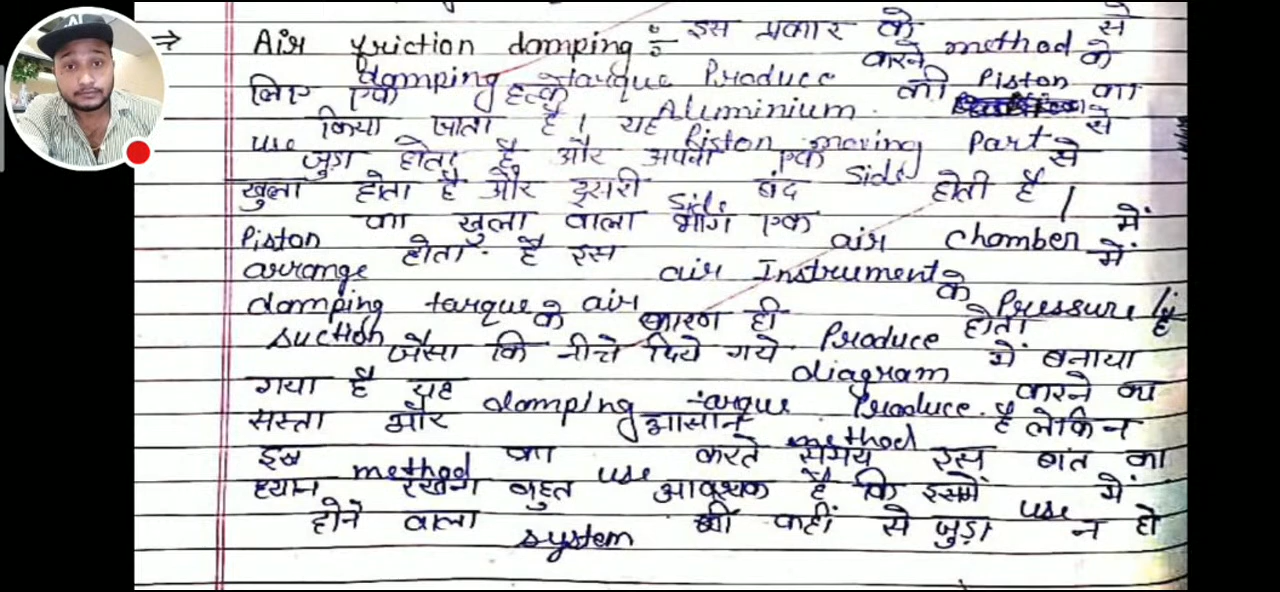 ⇒ Air friction damping :- इस प्रकार के method से
damping tarque Produce करने के
लिए एक हल्के Aluminium की Piston का
use किया जाता है। यह Piston moving Part से
जुड़ा होता है और अपना एक side से
खुला होता है और दूसरी side बंद होती है।
Piston का खुला वाला भाग एक air chamber में
arrange होता है इस air Instrument में
damping tarque के air के Pressure /
suction के कारण ही Produce होता है
जैसा कि नीचे दिये गये diagram में बनाया
गया है यह damping tarque Produce करने का
सस्ता और आसान method है लेकिन
इस method का use करते समय इस बात का
ध्यान रखना बहुत आवश्यक है कि इसमें use में
होने वाला system कहीं से जुड़ा न हो